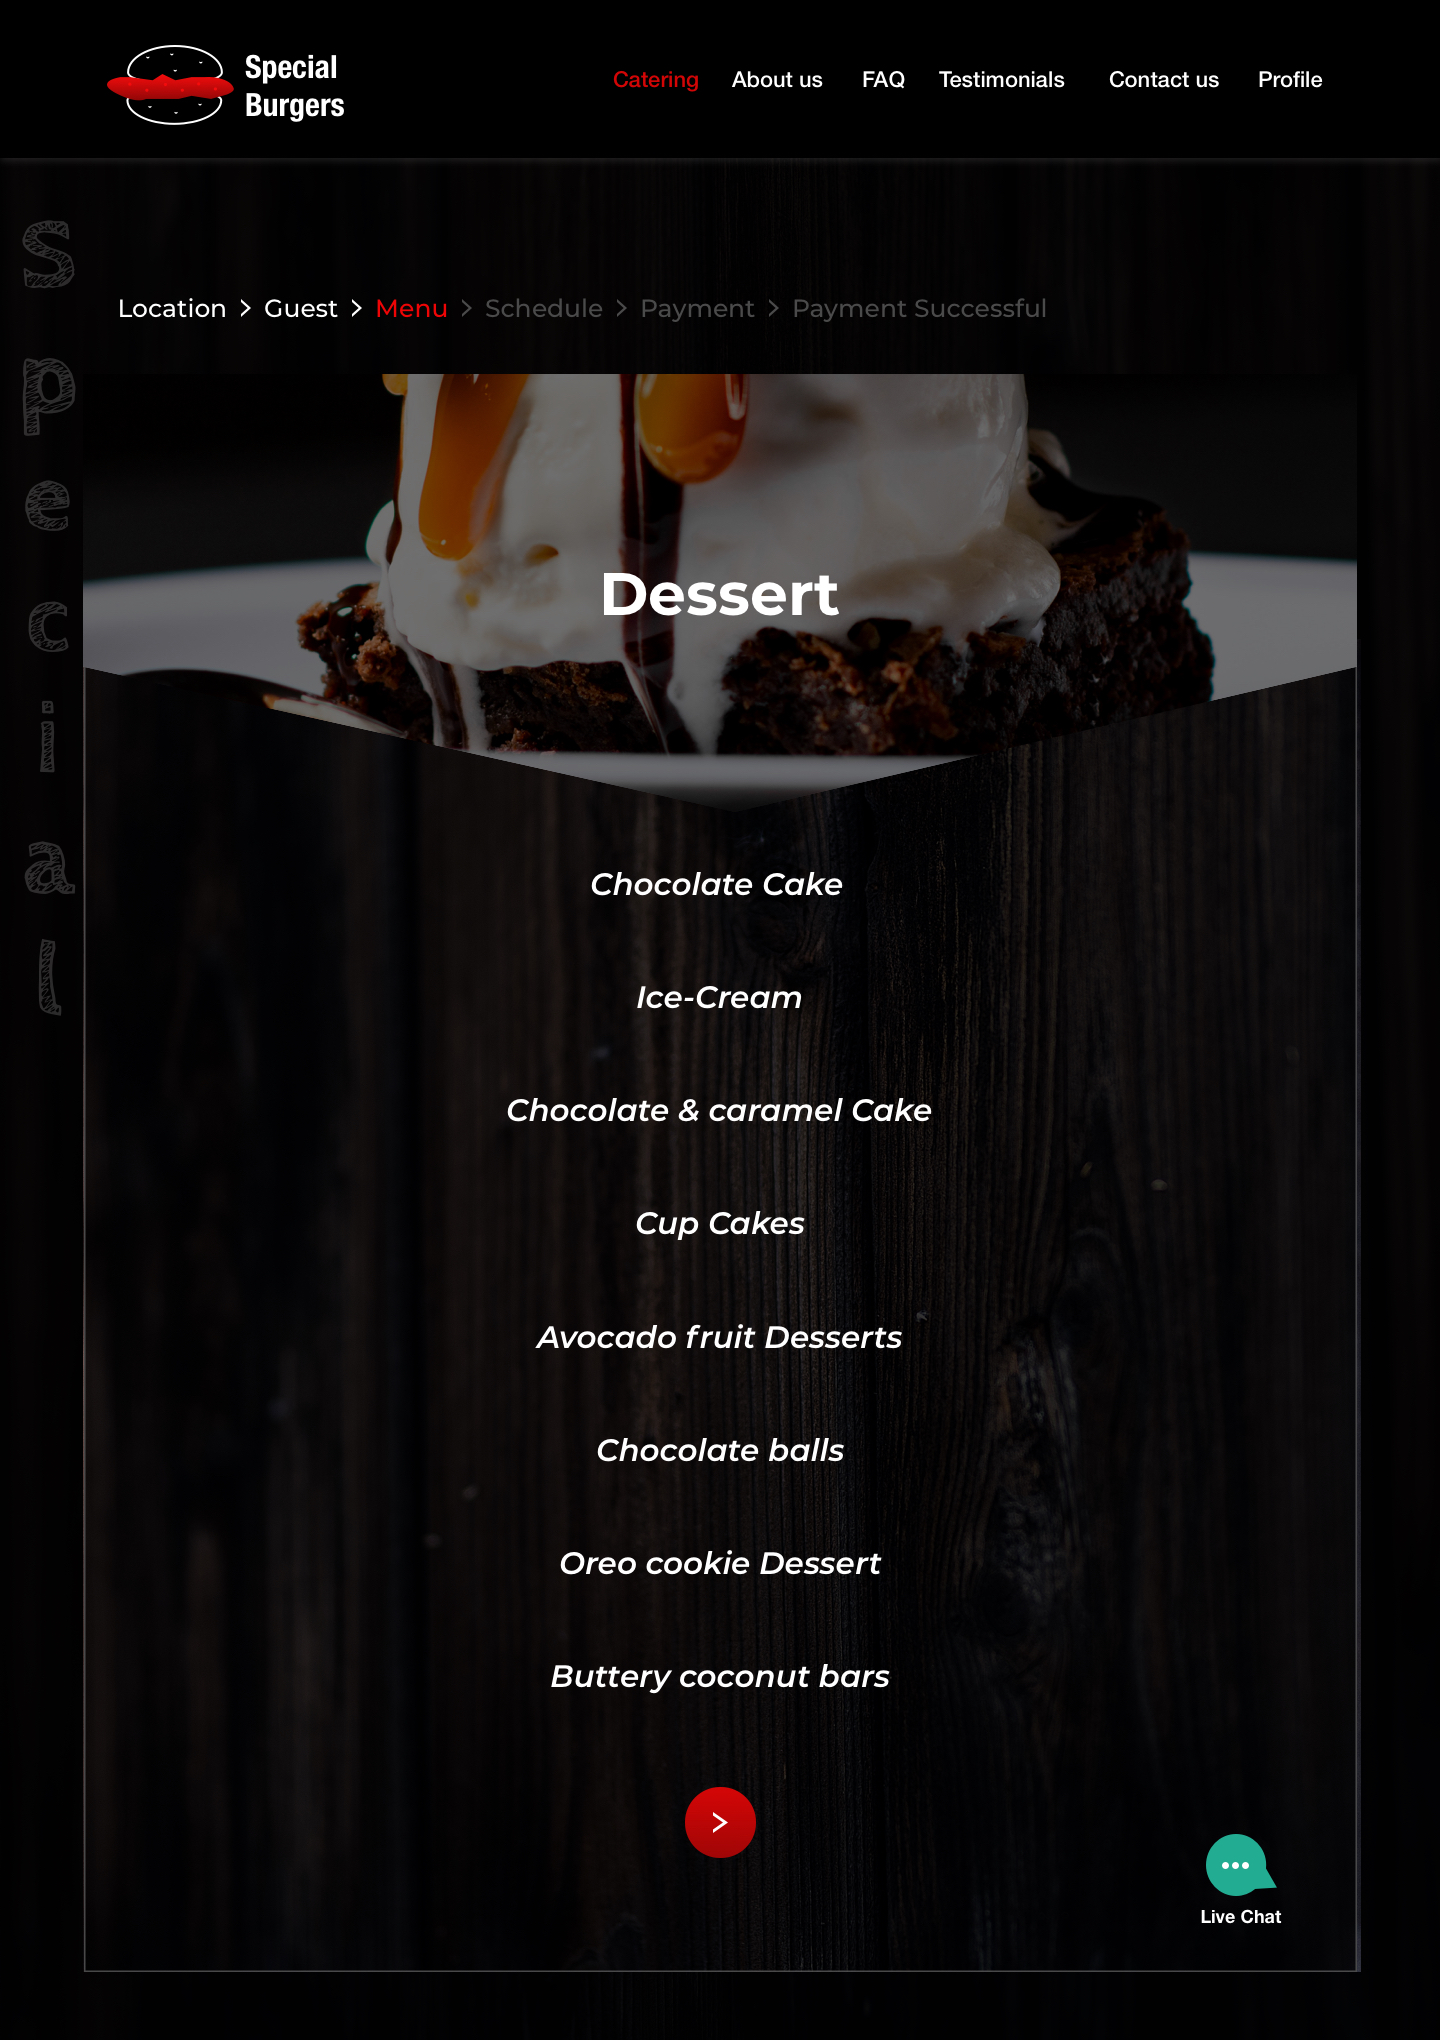 Special
Burgers
Catering About us FAQ Testimonials Contact us Profile
Special
Location > Guest > Menu > Schedule > Payment > Payment Successful
Dessert
Chocolate Cake
Ice-Cream
Chocolate & caramel Cake
Cup Cakes
Avocado fruit Desserts
Chocolate balls
Oreo cookie Dessert
Buttery coconut bars
>
Live Chat